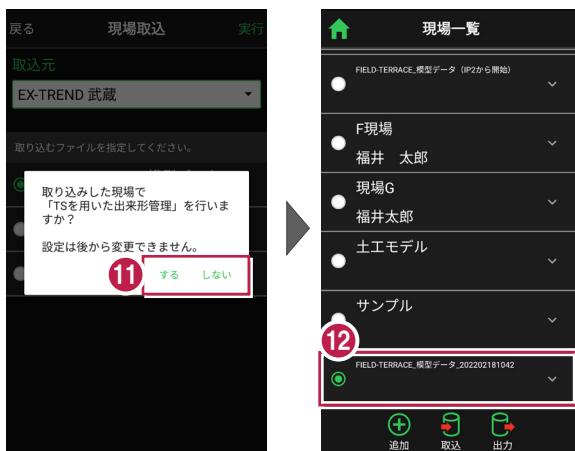 戻る 現場取込 実行
取込元
EX-TREND 武蔵
取り込むファイルを指定してください。
取り込みした現場で
「TSを用いた出来形管理」を行いま
すか？
設定は後から変更できません。
⑪ する しない
現場一覧
FIELD-TERRACE_模型データ（IP2から開始）
F現場
福井　太郎
現場G
福井太郎
土工モデル
サンプル
⑫
FIELD-TERRACE_模型データ_202202181042
追加 取込 出力